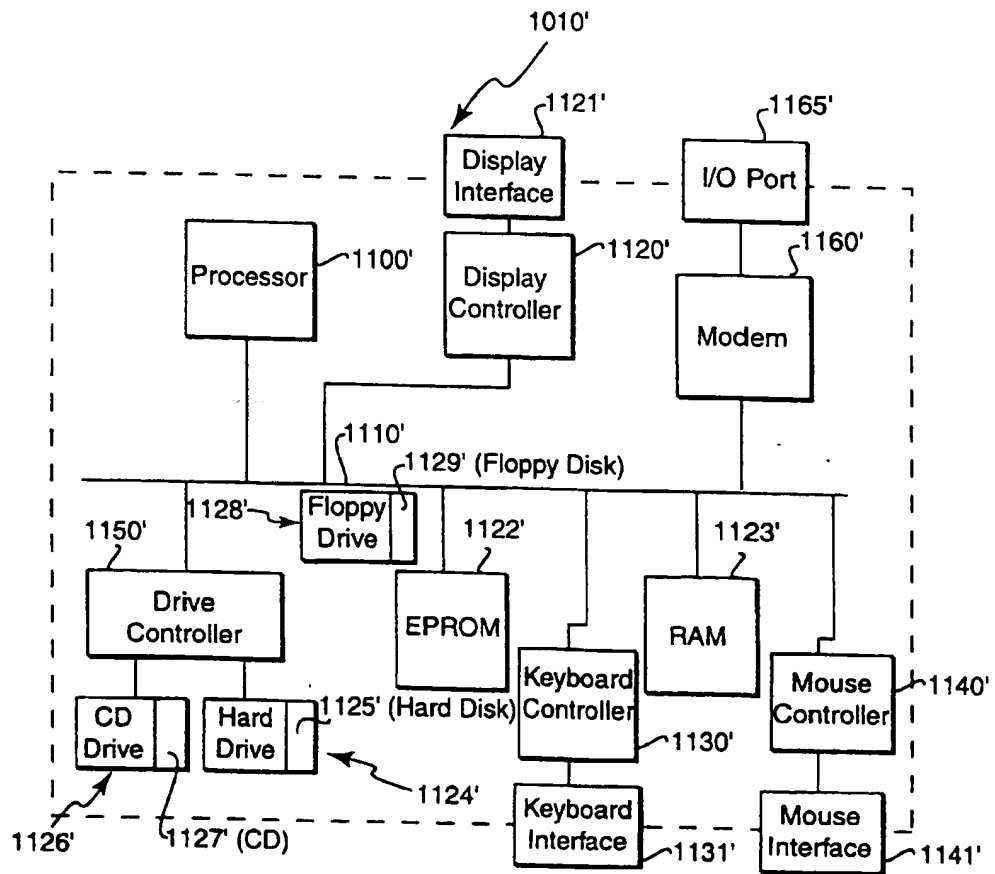 1010'
1121'
1165'
Display
Interface
I/O Port
1100'
1120'
1160'
Processor
Display
Controller
Modem
1110'
1129' (Floppy Disk)
1128'
Floppy
Drive
1150'
1122'
1123'
Drive
Controller
EPROM
RAM
Keyboard
Controller
Mouse
Controller
1140'
CD
Drive
Hard
Drive
1125' (Hard Disk)
1130'
1124'
1126'
1127' (CD)
Keyboard
Interface
1131'
Mouse
Interface
1141'